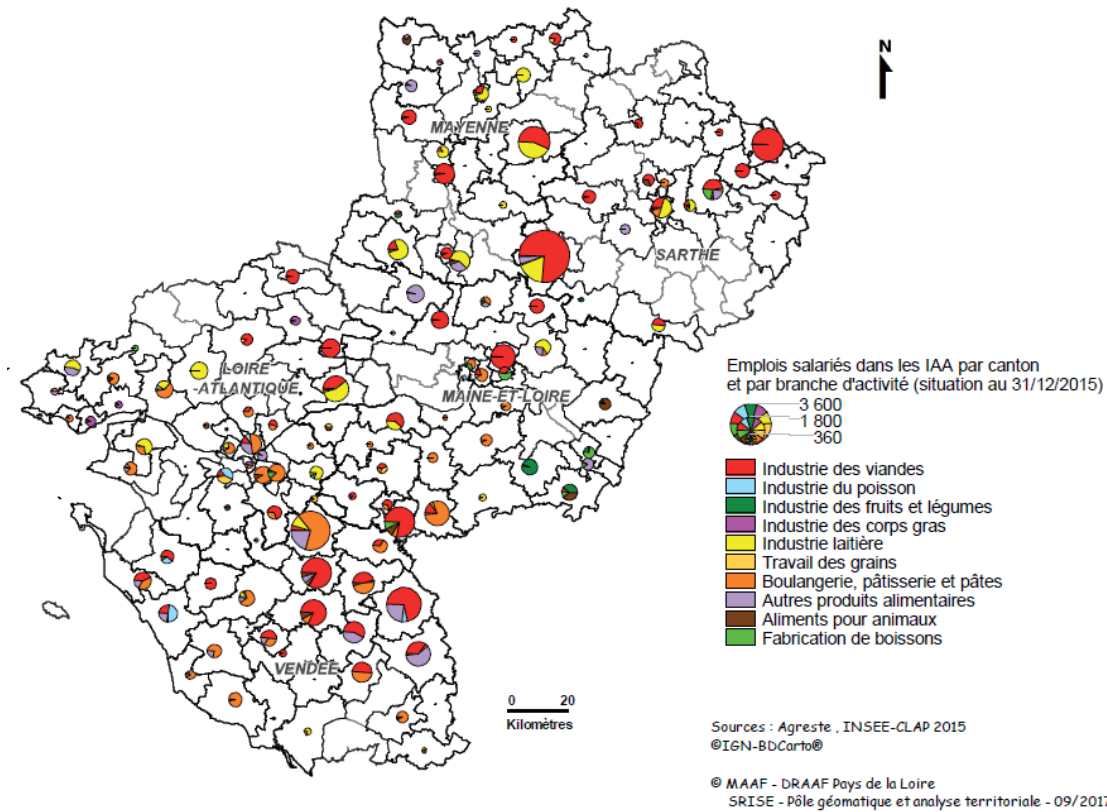 N
MAYENNE
SARTHE
LOIRE
-ATLANTIQUE
MAINE-ET-LOIRE
VENDEE
0 20
Kilomètres
Emplois salariés dans les IAA par canton
et par branche d'activité (situation au 31/12/2015)
3 600
1 800
360
Industrie des viandes
Industrie du poisson
Industrie des fruits et légumes
Industrie des corps gras
Industrie laitière
Travail des grains
Boulangerie, pâtisserie et pâtes
Autres produits alimentaires
Aliments pour animaux
Fabrication de boissons
Sources : Agreste , INSEE-CLAP 2015
©IGN-BDCarto®
© MAAF - DRAAF Pays de la Loire
SRISE - Pôle géomatique et analyse territoriale - 09/2017